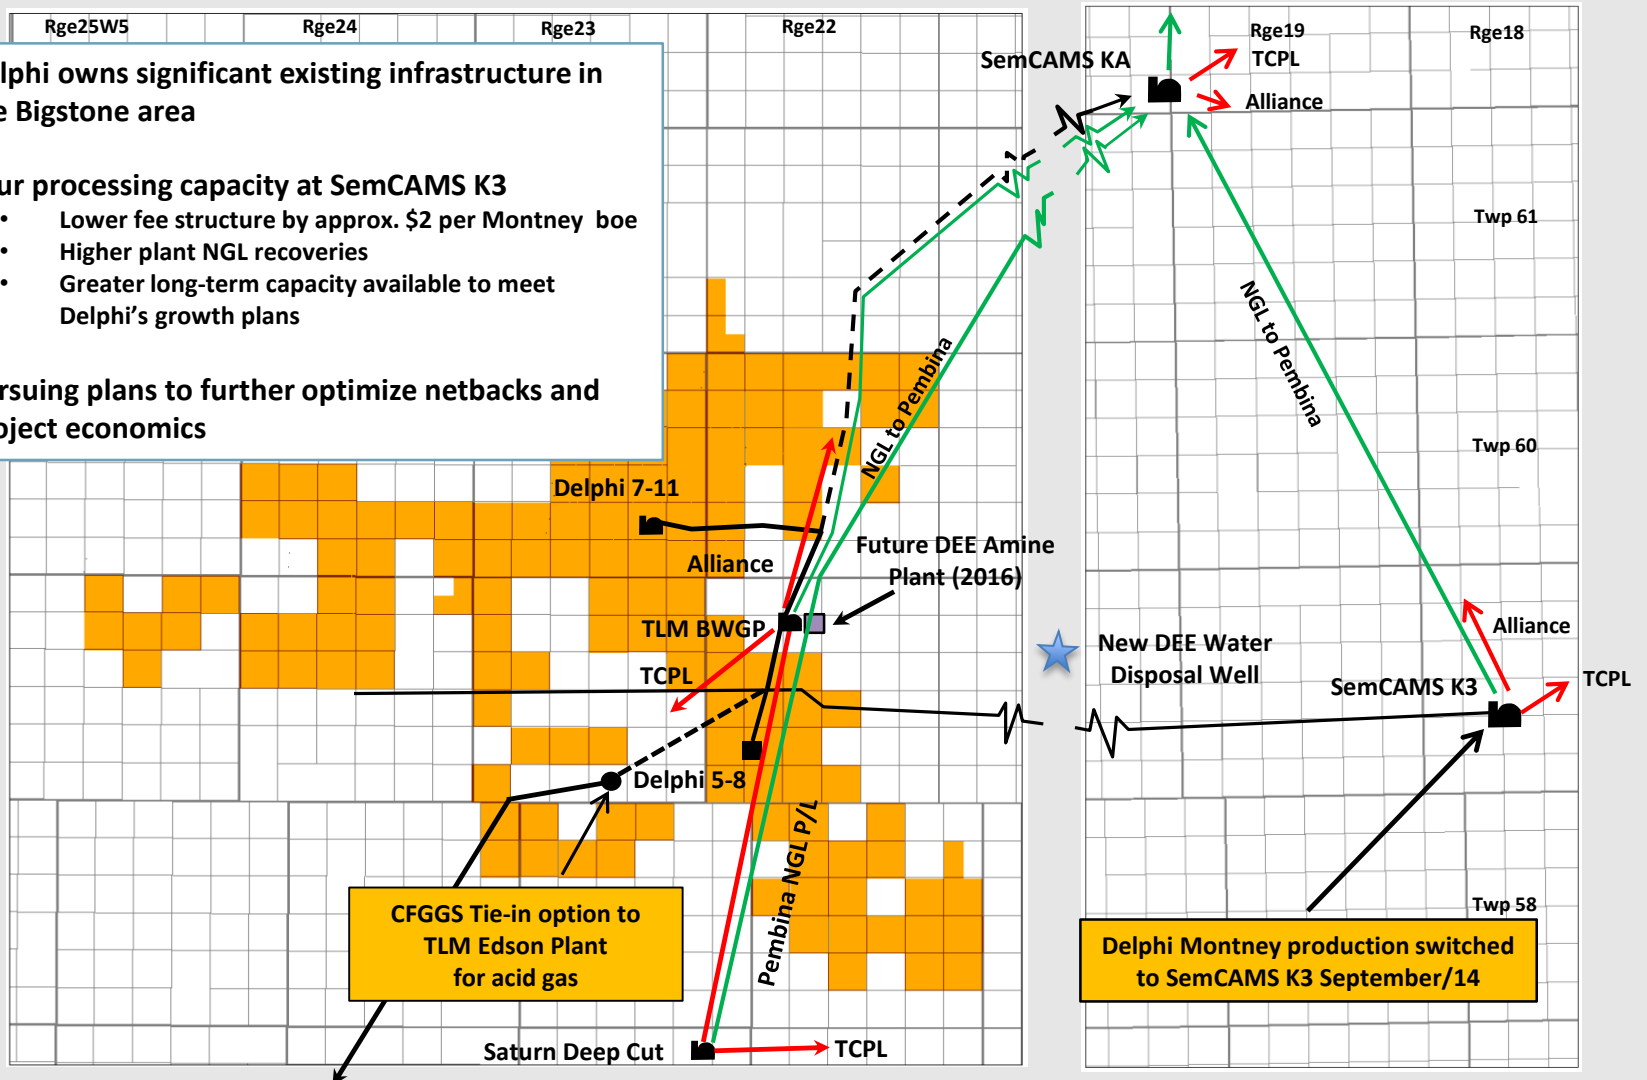 Rge25W5
Rge24
Rge23
Rge22
Rge19
Rge18
lphi owns significant existing infrastructure in
e Bigstone area
ur processing capacity at SemCAMS K3
• Lower fee structure by approx. $2 per Montney boe
• Higher plant NGL recoveries
• Greater long-term capacity available to meet
Delphi's growth plans
rsuing plans to further optimize netbacks and
oject economics
SemCAMS KA
TCPL
Alliance
Twp 61
NGL to Pembina
NGL to Pembina
Twp 60
Delphi 7-11
Alliance
Future DEE Amine
Plant (2016)
TLM BWGP
TCPL
New DEE Water
Disposal Well
Alliance
SemCAMS K3
TCPL
Delphi 5-8
Pembina NGL P/L
CFGGS Tie-in option to
TLM Edson Plant
for acid gas
Twp 58
Delphi Montney production switched
to SemCAMS K3 September/14
Saturn Deep Cut
TCPL